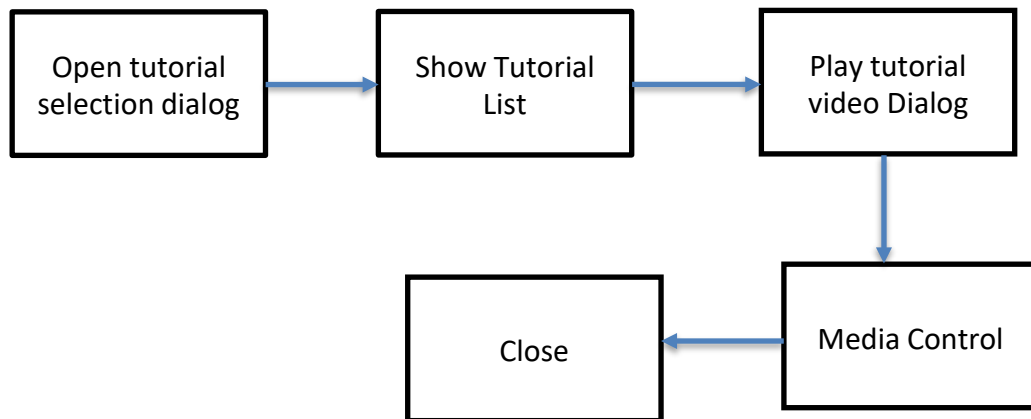 Open tutorial
selection dialog
Show Tutorial
List
Play tutorial
video Dialog
Media Control
Close